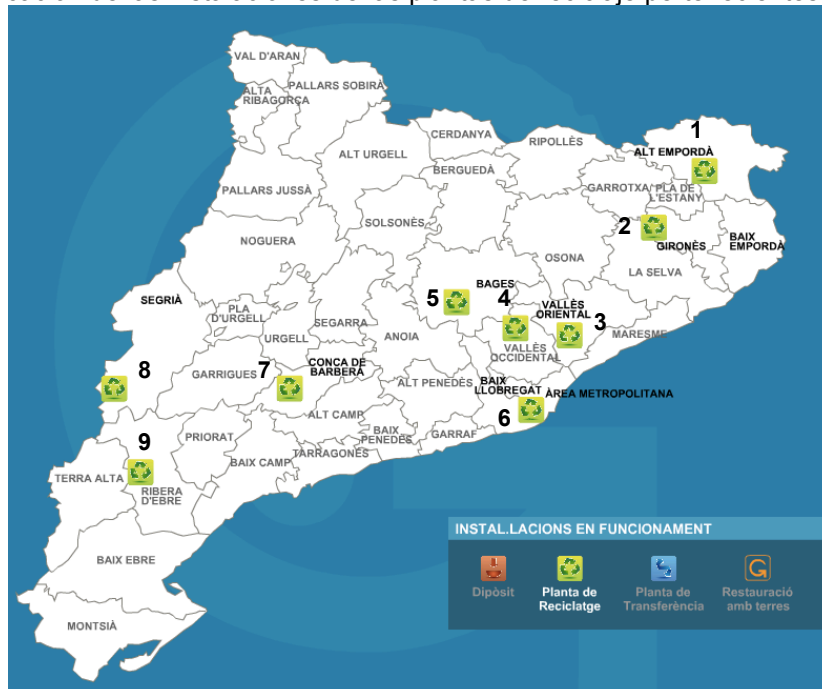 VAL D'ARAN
ALTA
RIBAGORÇA
PALLARS SOBIRÀ
CERDANYA
RIPOLLÈS
1
ALT EMPORDÀ
ALT URGELL
BERGUEDÀ
GARROTXA
PLA DE
L'ESTANY
PALLARS JUSSÀ
SOLSONÈS
2
GIRONÈS
BAIX
EMPORDÀ
NOGUERA
OSONA
LA SELVA
SEGRIÀ
5
BAGES
4
VALLÈS
ORIENTAL
3
PLA
D'URGELL
SEGARRA
URGELL
ANOIA
VALLÈS
OCCIDENTAL
MARESME
8
GARRIGUES
7
CONCA DE
BARBERÀ
ALT PENEDÈS
BAIX
LLOBREGAT
ÀREA METROPOLITANA
6
9
PRIORAT
ALT CAMP
BAIX
PENEDÈS
GARRAF
TARRAGONÈS
BAIX CAMP
TERRA ALTA
RIBERA
D'EBRE
BAIX EBRE
MONTSIÀ
INSTAL.LACIONS EN FUNCIONAMENT
Dipòsit
Planta de
Reciclatge
Planta de
Transferència
Restauració
amb terres